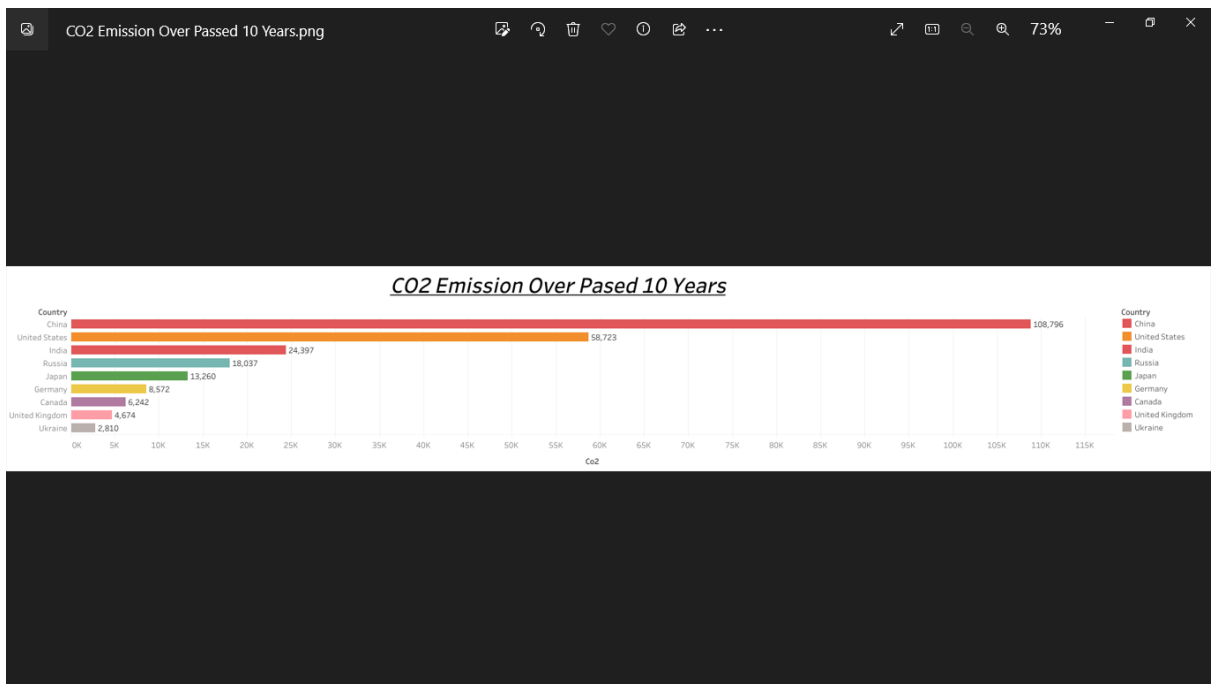 CO2 Emission Over Passed 10 Years.png
73%
CO2 Emission Over Pased 10 Years
Country
China 108,796
United States 58,723
India 24,397
Russia 18,037
Japan 13,260
Germany 8,572
Canada 6,242
United Kingdom 4,674
Ukraine 2,810
0K 5K 10K 15K 20K 25K 30K 35K 40K 45K 50K 55K 60K 65K 70K 75K 80K 85K 90K 95K 100K 105K 110K 115K
Co2
Country
China
United States
India
Russia
Japan
Germany
Canada
United Kingdom
Ukraine